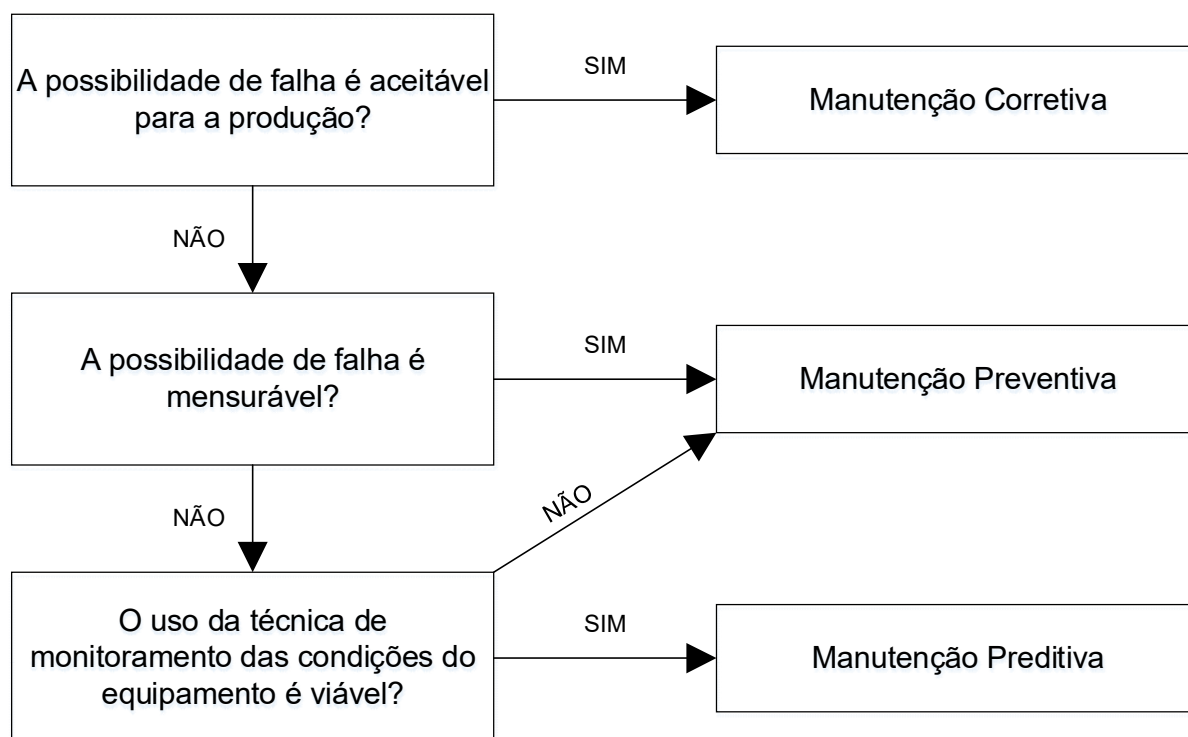 A possibilidade de falha é aceitável
para a produção?
SIM
Manutenção Corretiva
NÃO
A possibilidade de falha é
mensurável?
SIM
Manutenção Preventiva
NÃO
NÃO
O uso da técnica de
monitoramento das condições do
equipamento é viável?
SIM
Manutenção Preditiva